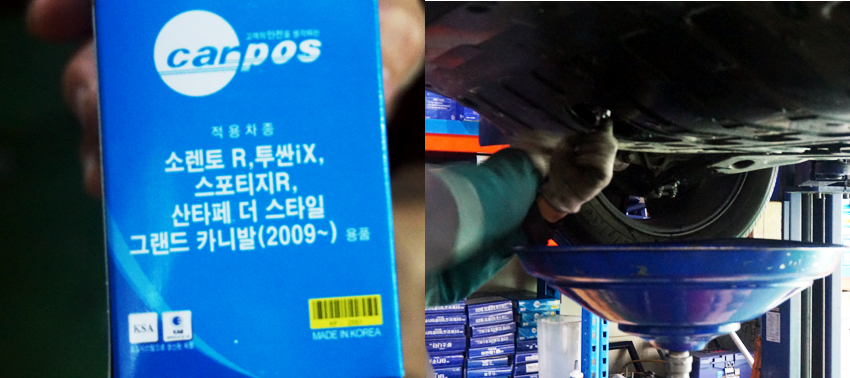 고객의 안전을 생각하는
carpos
적용차종
소렌토 R, 투싼iX,
스포티지R,
산타페 더 스타일
그랜드 카니발(2009~) 용품
KSA
MADE IN KOREA